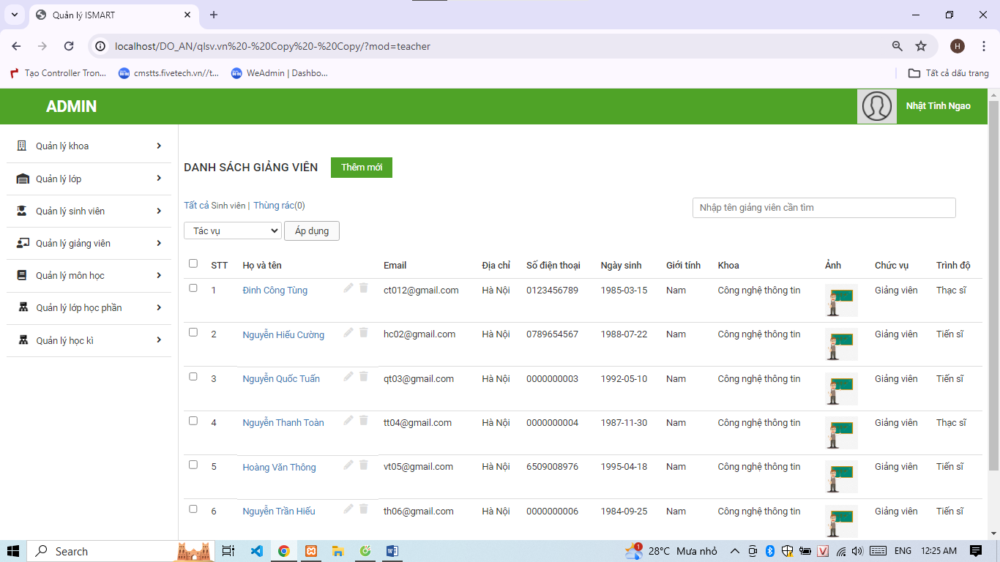 Quản lý ISMART
localhost/DO_AN/qlsv.vn%20-%20Copy%20-%20Copy/?mod=teacher
H
Tạo Controller Tron...
cmstts.fivetech.vn//t...
WeAdmin | Dashbo...
Tất cả dấu trang
ADMIN
Nhật Tinh Ngao
Quản lý khoa
Quản lý lớp
Quản lý sinh viên
Quản lý giảng viên
Quản lý môn học
Quản lý lớp học phần
Quản lý học kì
DANH SÁCH GIẢNG VIÊN Thêm mới
Tất cả Sinh viên | Thùng rác(0)
Nhập tên giảng viên cần tìm
Tác vụ Áp dụng
STT Họ và tên Email Địa chỉ Số điện thoại Ngày sinh Giới tính Khoa Ảnh Chức vụ Trình độ
1 Đinh Công Tùng ct012@gmail.com Hà Nội 0123456789 1985-03-15 Nam Công nghệ thông tin Giảng viên Thạc sĩ
2 Nguyễn Hiếu Cường hc02@gmail.com Hà Nội 0789654567 1988-07-22 Nam Công nghệ thông tin Giảng viên Tiến sĩ
3 Nguyễn Quốc Tuấn qt03@gmail.com Hà Nội 0000000003 1992-05-10 Nam Công nghệ thông tin Giảng viên Tiến sĩ
4 Nguyễn Thanh Toàn tt04@gmail.com Hà Nội 0000000004 1987-11-30 Nam Công nghệ thông tin Giảng viên Thạc sĩ
5 Hoàng Văn Thông vt05@gmail.com Hà Nội 6509008976 1995-04-18 Nam Công nghệ thông tin Giảng viên Tiến sĩ
6 Nguyễn Trần Hiếu th06@gmail.com Hà Nội 0000000006 1984-09-25 Nam Công nghệ thông tin Giảng viên Tiến sĩ
Search
1
28°C Mưa nhỏ
V
ENG
12:25 AM